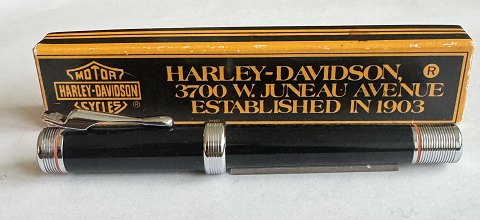 MOTOR
HARLEY-DAVIDSON
CYCLES
®
HARLEY-DAVIDSON, ®
3700 W. JUNEAU AVENUE
ESTABLISHED IN 1903